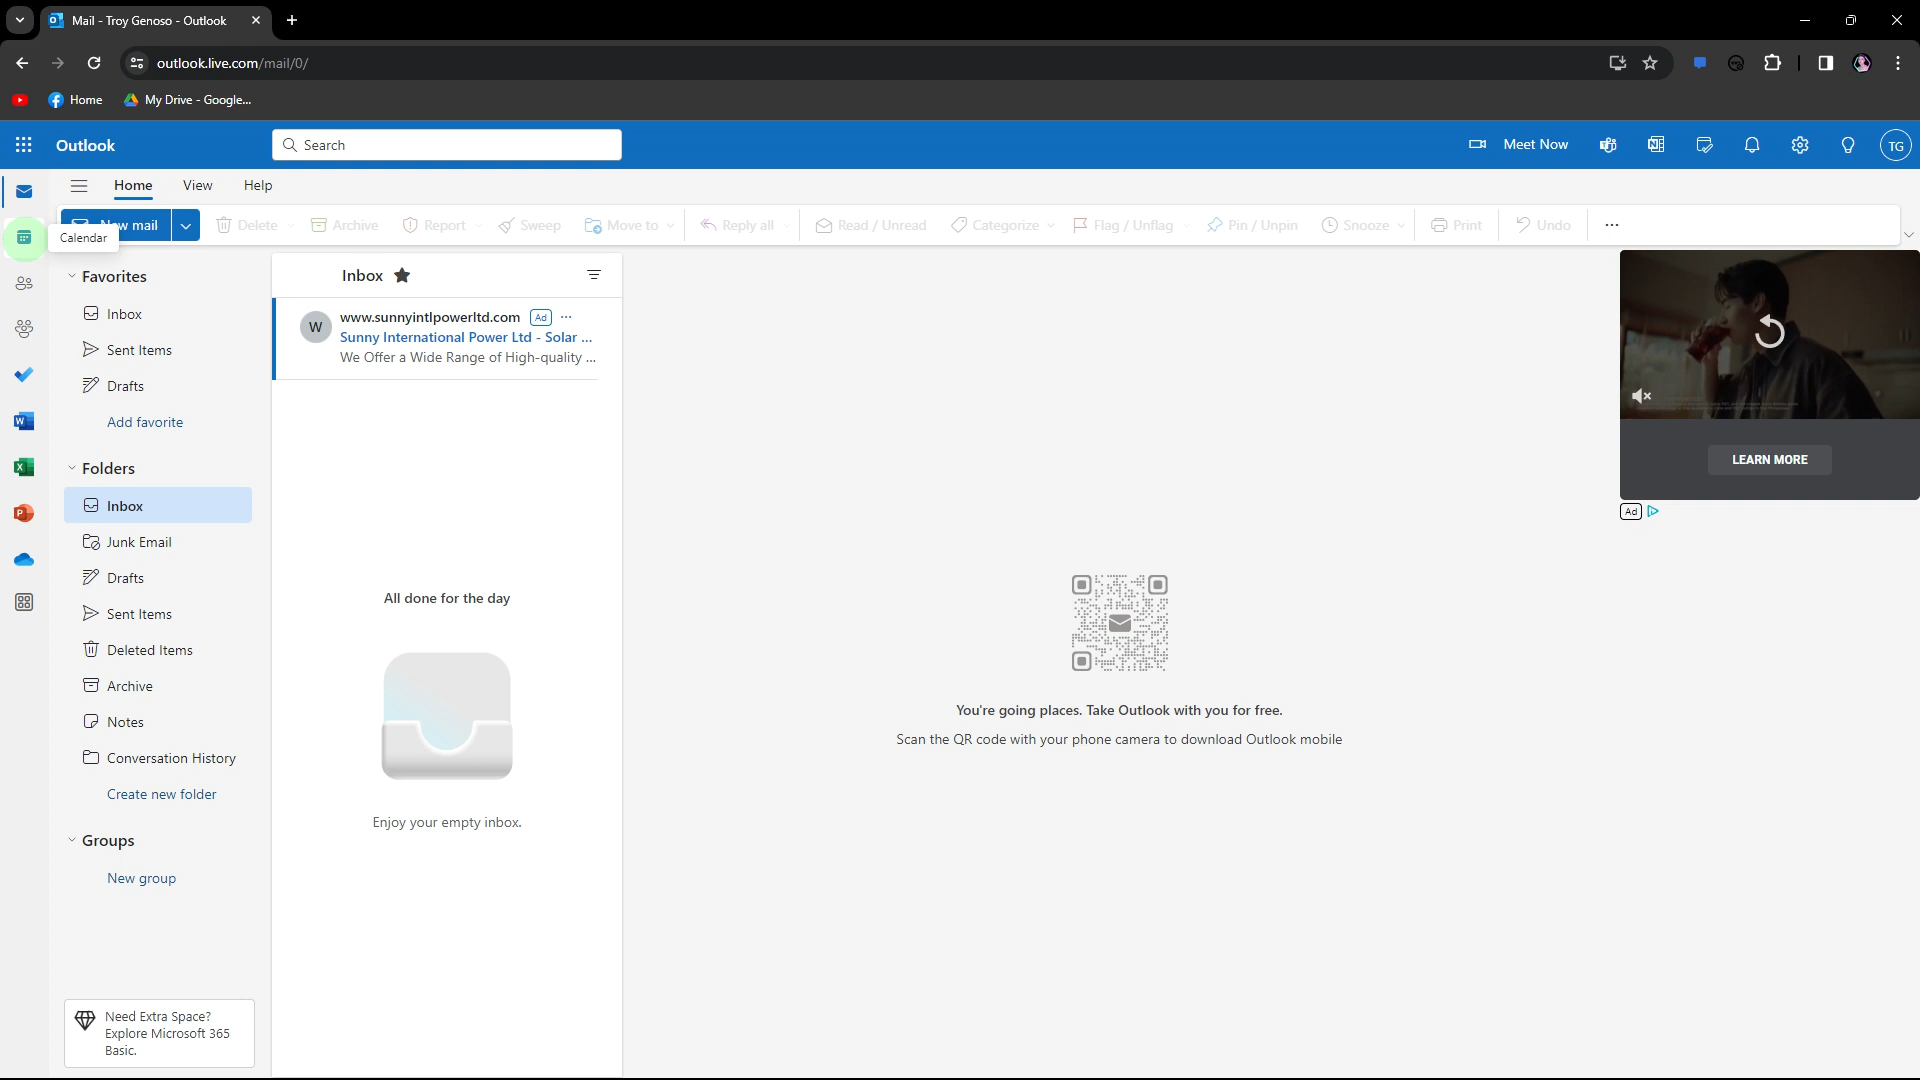 Mail - Troy Genoso - Outlook
outlook.live.com/mail/0/
Home
My Drive - Google...
Outlook
Search
Meet Now
TG
Home
View
Help
w mail
Delete
Archive
Report
Sweep
Move to
Reply all
Read / Unread
Categorize
Flag / Unflag
Pin / Unpin
Snooze
Print
Undo
Calendar
Favorites
Inbox
Sent Items
Drafts
Add favorite
Folders
Inbox
Junk Email
Drafts
Sent Items
Deleted Items
Archive
Notes
Conversation History
Create new folder
Groups
New group
Need Extra Space?
Explore Microsoft 365
Basic.
Inbox
W
www.sunnyintlpowerltd.com Ad
Sunny International Power Ltd - Solar ...
We Offer a Wide Range of High-quality ...
All done for the day
Enjoy your empty inbox.
You're going places. Take Outlook with you for free.
Scan the QR code with your phone camera to download Outlook mobile
LEARN MORE
Ad